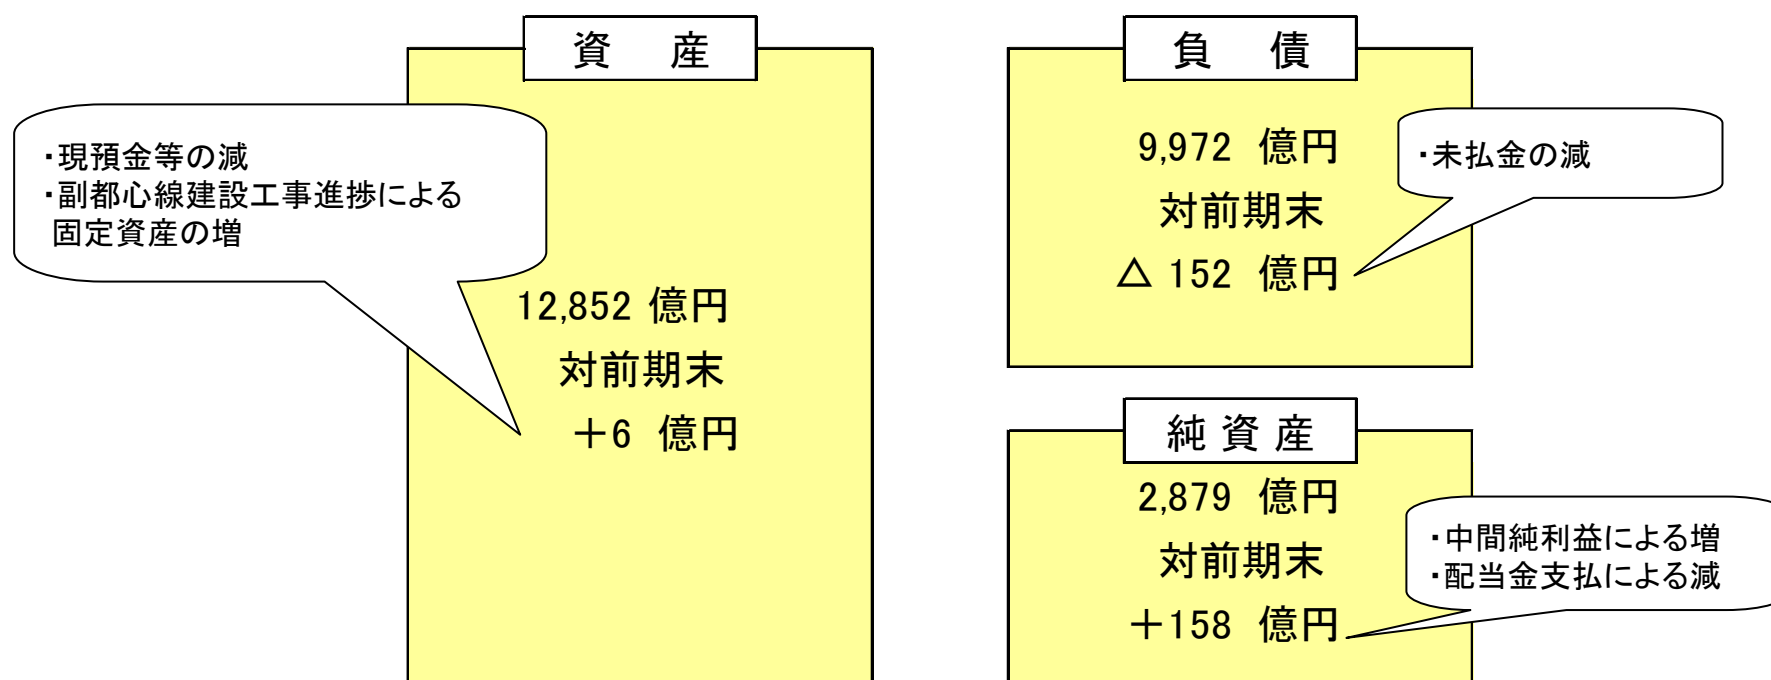 資 産
・現預金等の減
・副都心線建設工事進捗による
固定資産の増
12,852 億円
対前期末
＋6 億円
負 債
9,972 億円
対前期末
△ 152 億円
・未払金の減
純 資 産
2,879 億円
対前期末
＋158 億円
・中間純利益による増
・配当金支払による減